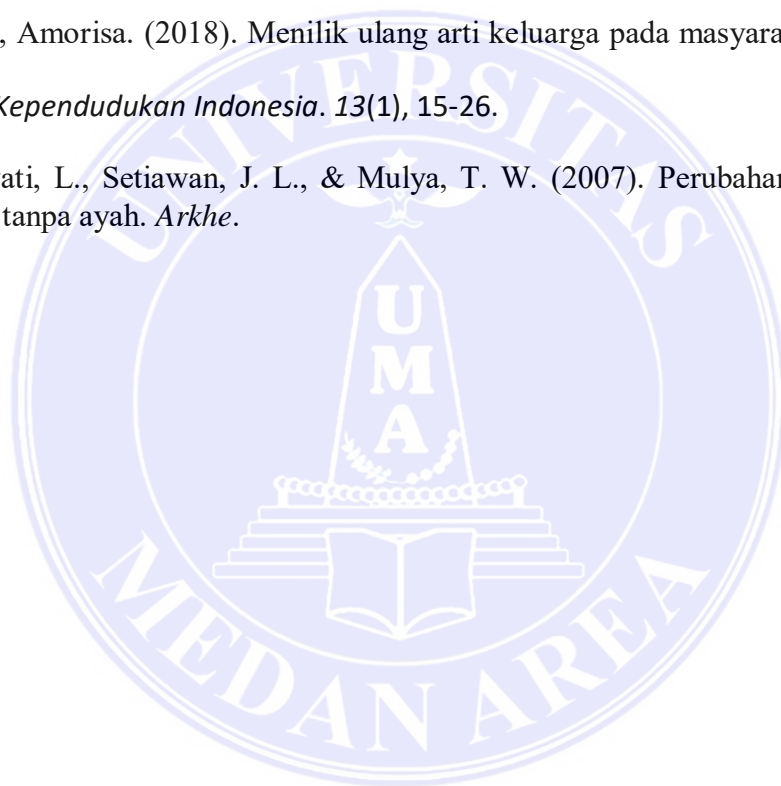 , Amorisa. (2018). Menilik ulang arti keluarga pada masyara
Kependudukan Indonesia. 13(1), 15-26.
ati, L., Setiawan, J. L., & Mulya, T. W. (2007). Perubahan
tanpa ayah. Arkhe.
UNIVERSITAS
UMA
MEDAN AREA